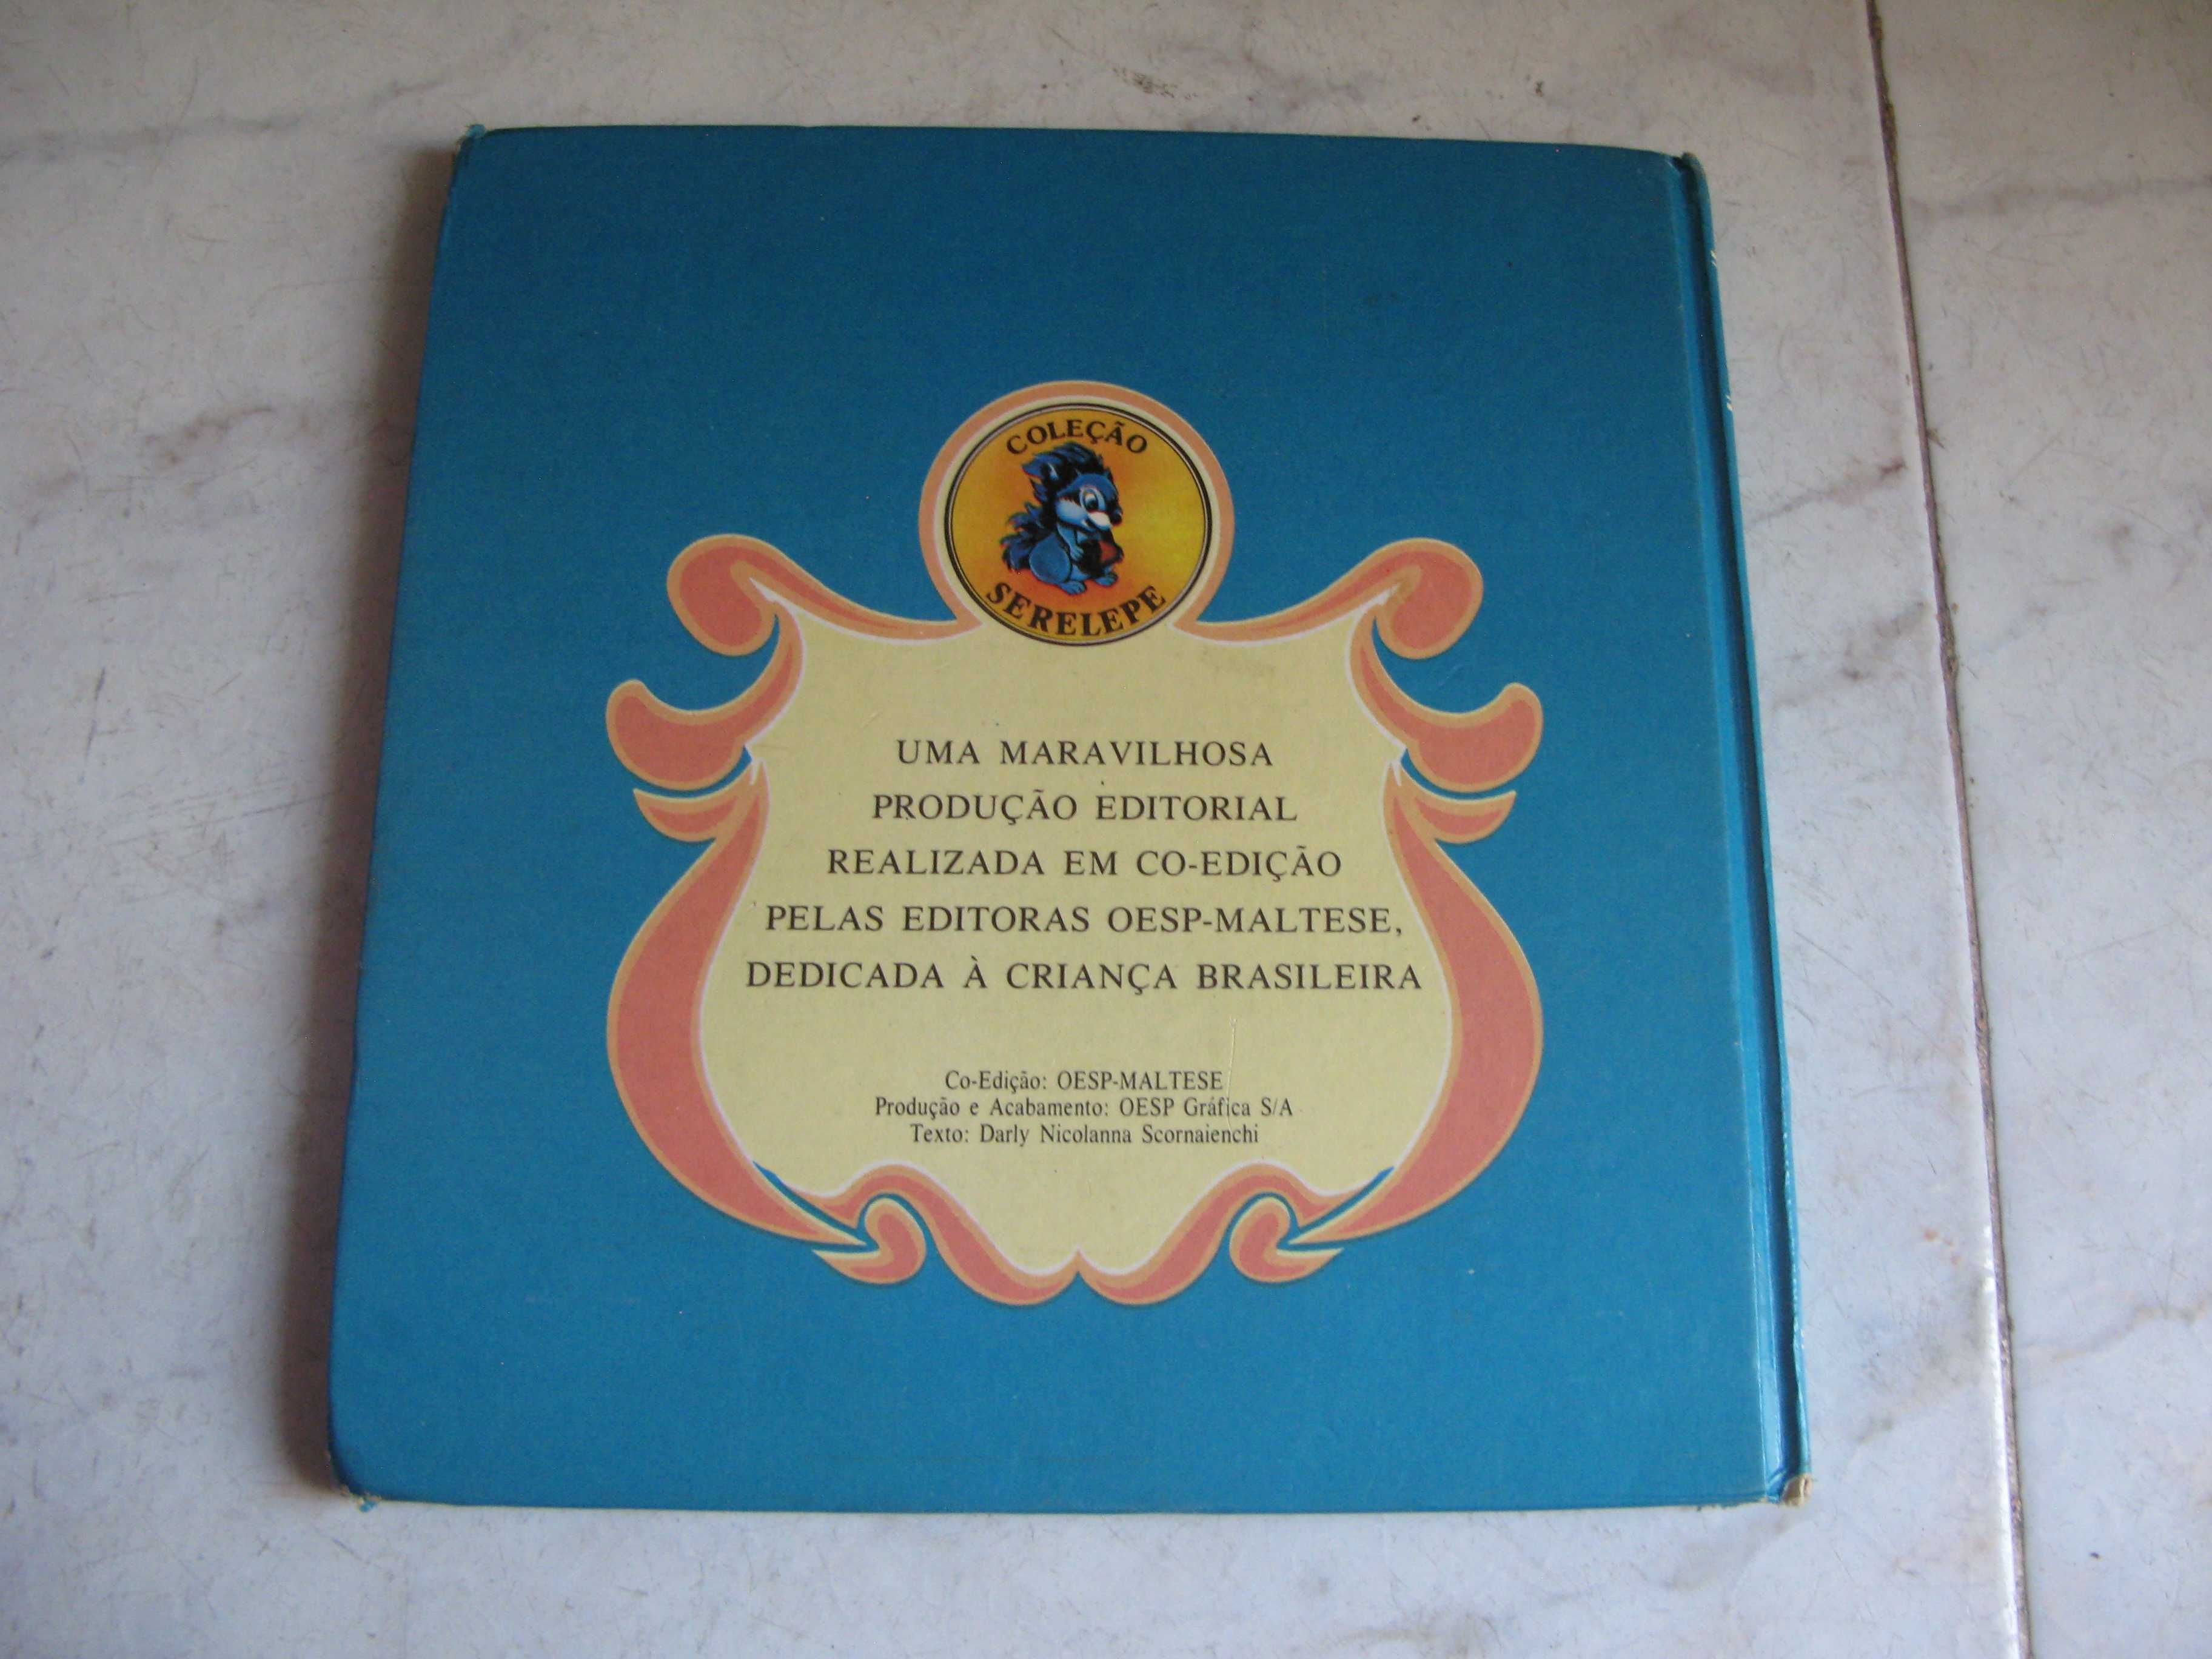 COLEÇÃO
SERELEPE
UMA MARAVILHOSA
PRODUÇÃO EDITORIAL
REALIZADA EM CO-EDIÇÃO
PELAS EDITORAS OESP-MALTESE,
DEDICADA À CRIANÇA BRASILEIRA
Co-Edição: OESP-MALTESE
Produção e Acabamento: OESP Gráfica S/A
Texto: Darly Nicolanna Scornaienchi